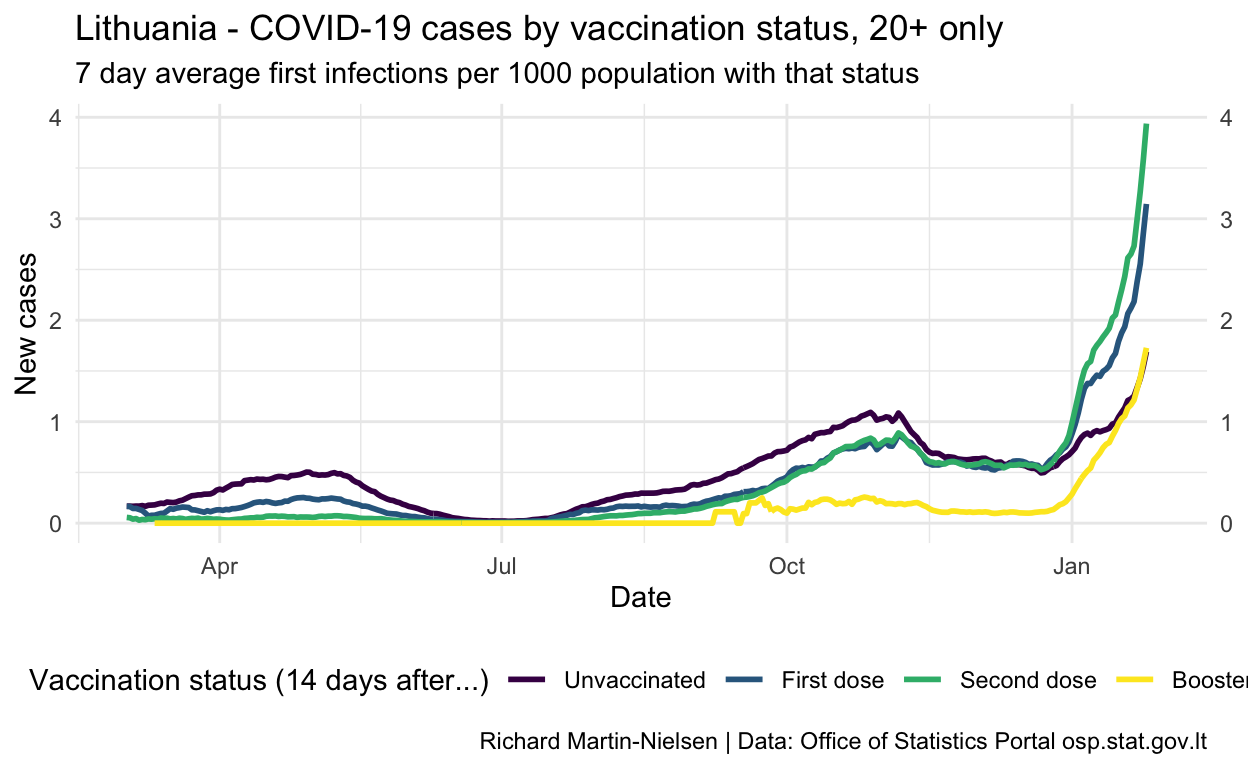 Lithuania - COVID-19 cases by vaccination status, 20+ only
7 day average first infections per 1000 population with that status
4 4
3 3
2 2
1 1
0 0
New cases
Apr Jul Oct Jan
Date
Vaccination status (14 days after...) Unvaccinated First dose Second dose Booster
Richard Martin-Nielsen | Data: Office of Statistics Portal osp.stat.gov.lt